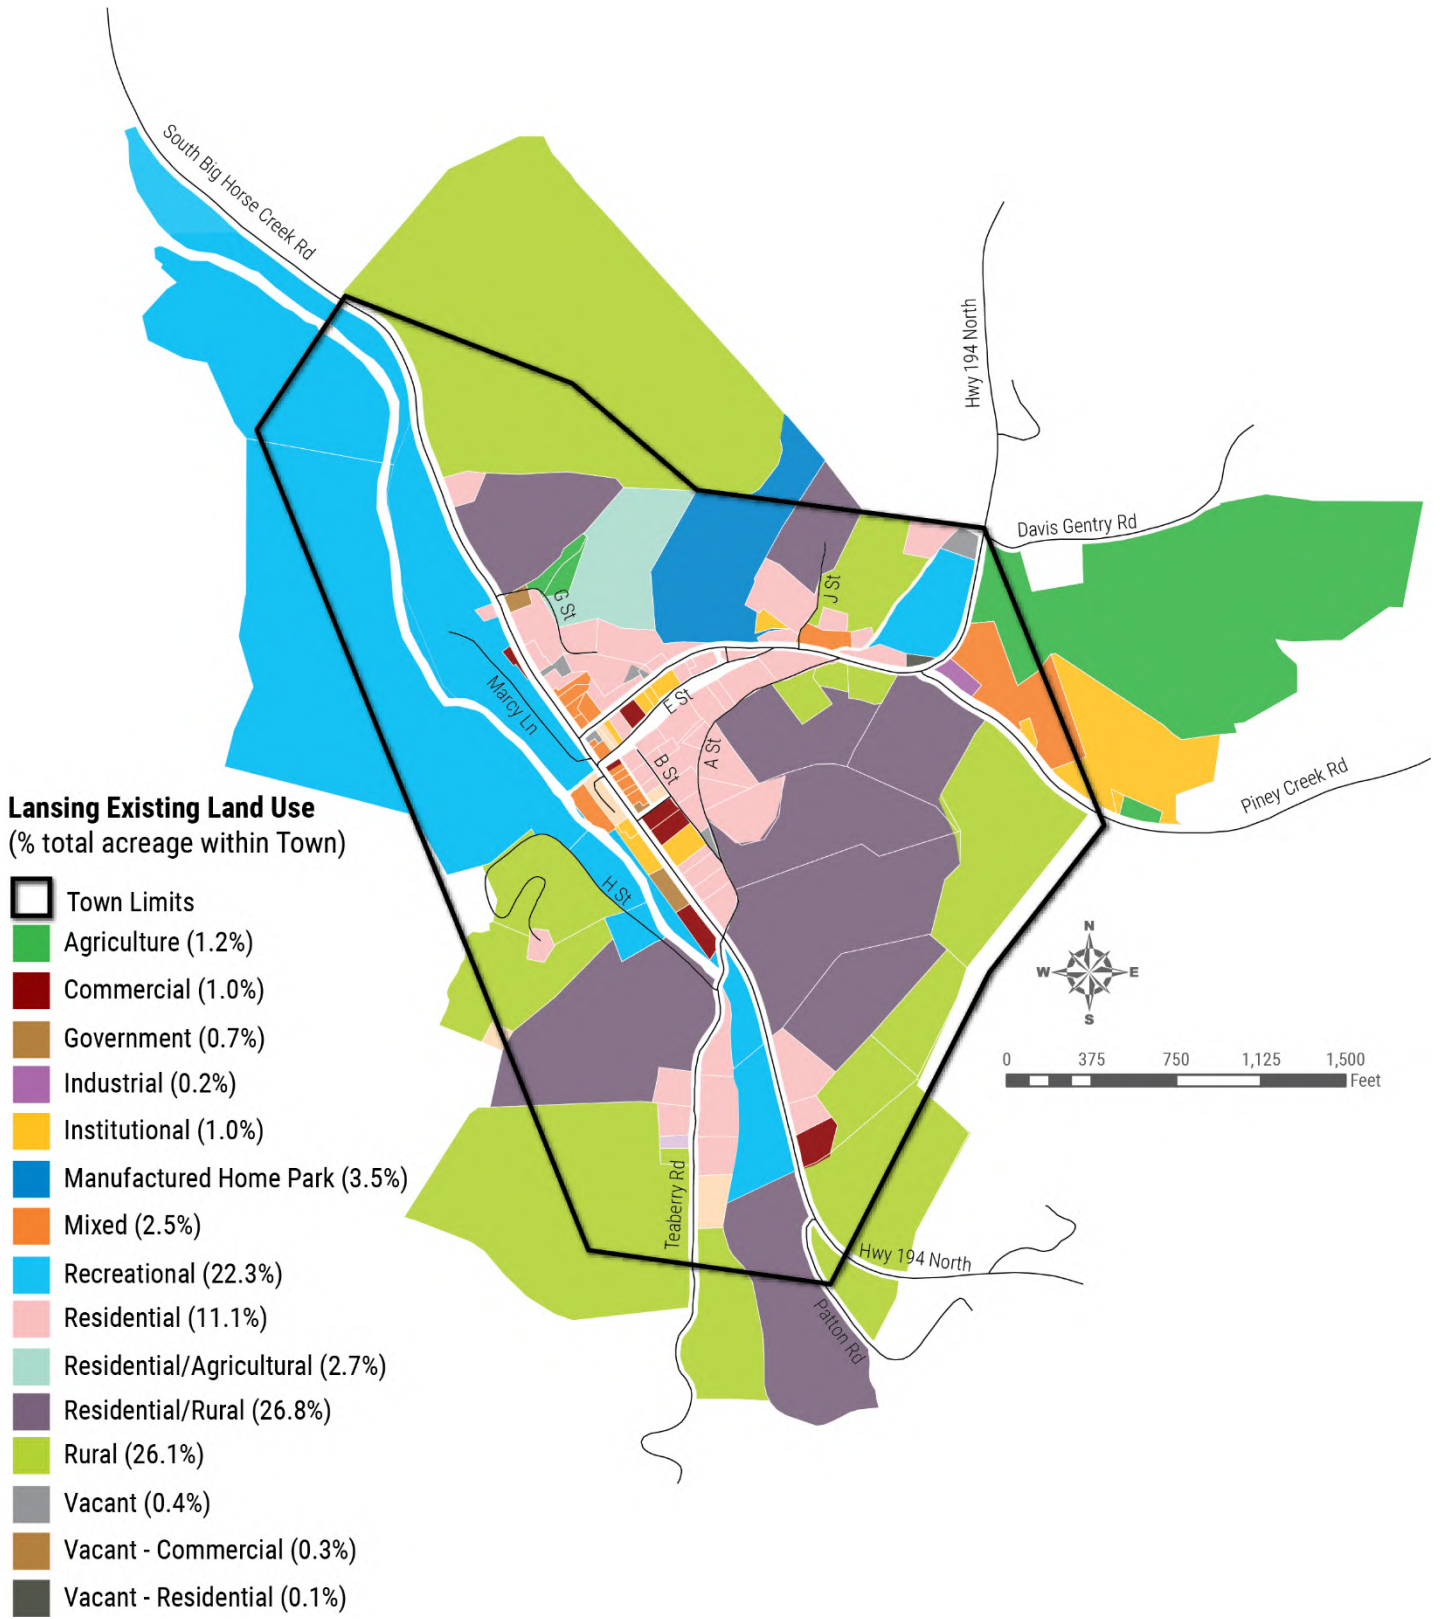 South Big Horse Creek Rd
Hwy 194 North
Davis Gentry Rd
J St
G St
E St
Marcy Ln
B St
A St
Piney Creek Rd
H St
Teaberry Rd
Hwy 194 North
Patton Rd
N
W E
S
0 375 750 1,125 1,500
Feet
Lansing Existing Land Use
(% total acreage within Town)
Town Limits
Agriculture (1.2%)
Commercial (1.0%)
Government (0.7%)
Industrial (0.2%)
Institutional (1.0%)
Manufactured Home Park (3.5%)
Mixed (2.5%)
Recreational (22.3%)
Residential (11.1%)
Residential/Agricultural (2.7%)
Residential/Rural (26.8%)
Rural (26.1%)
Vacant (0.4%)
Vacant - Commercial (0.3%)
Vacant - Residential (0.1%)